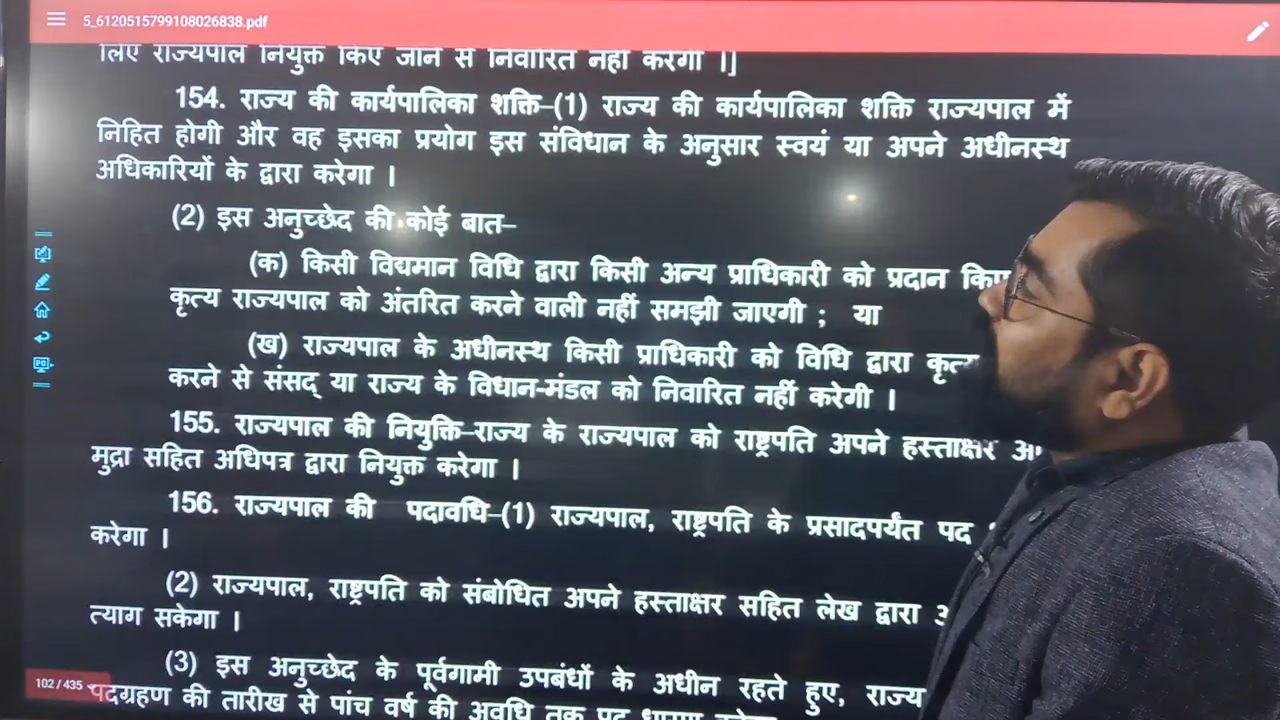 5_6120515799108026838.pdf
लिए राज्यपाल नियुक्त किए जाने से निवारित नहीं करेगी ।]
154. राज्य की कार्यपालिका शक्ति–(1) राज्य की कार्यपालिका शक्ति राज्यपाल में
निहित होगी और वह इसका प्रयोग इस संविधान के अनुसार स्वयं या अपने अधीनस्थ
अधिकारियों के द्वारा करेगा ।
(2) इस अनुच्छेद की कोई बात–
(क) किसी विद्यमान विधि द्वारा किसी अन्य प्राधिकारी को प्रदान
कृत्य राज्यपाल को अंतरित करने वाली नहीं समझी जाएगी ; या
(ख) राज्यपाल के अधीनस्थ किसी प्राधिकारी को विधि द्वारा
करने से संसद् या राज्य के विधान-मंडल को निवारित नहीं करेगी ।
155. राज्यपाल की नियुक्ति–राज्य के राज्यपाल को राष्ट्रपति अपने हस्ताक्षर
मुद्रा सहित अधिपत्र द्वारा नियुक्त करेगा ।
156. राज्यपाल की पदावधि–(1) राज्यपाल, राष्ट्रपति के प्रसादपर्यंत पद
करेगा ।
(2) राज्यपाल, राष्ट्रपति को संबोधित अपने हस्ताक्षर सहित लेख द्वारा
त्याग सकेगा ।
(3) इस अनुच्छेद के पूर्वगामी उपबंधों के अधीन रहते हुए, राज्य
102 / 435
पदग्रहण की तारीख से पांच वर्ष की अवधि तक पद